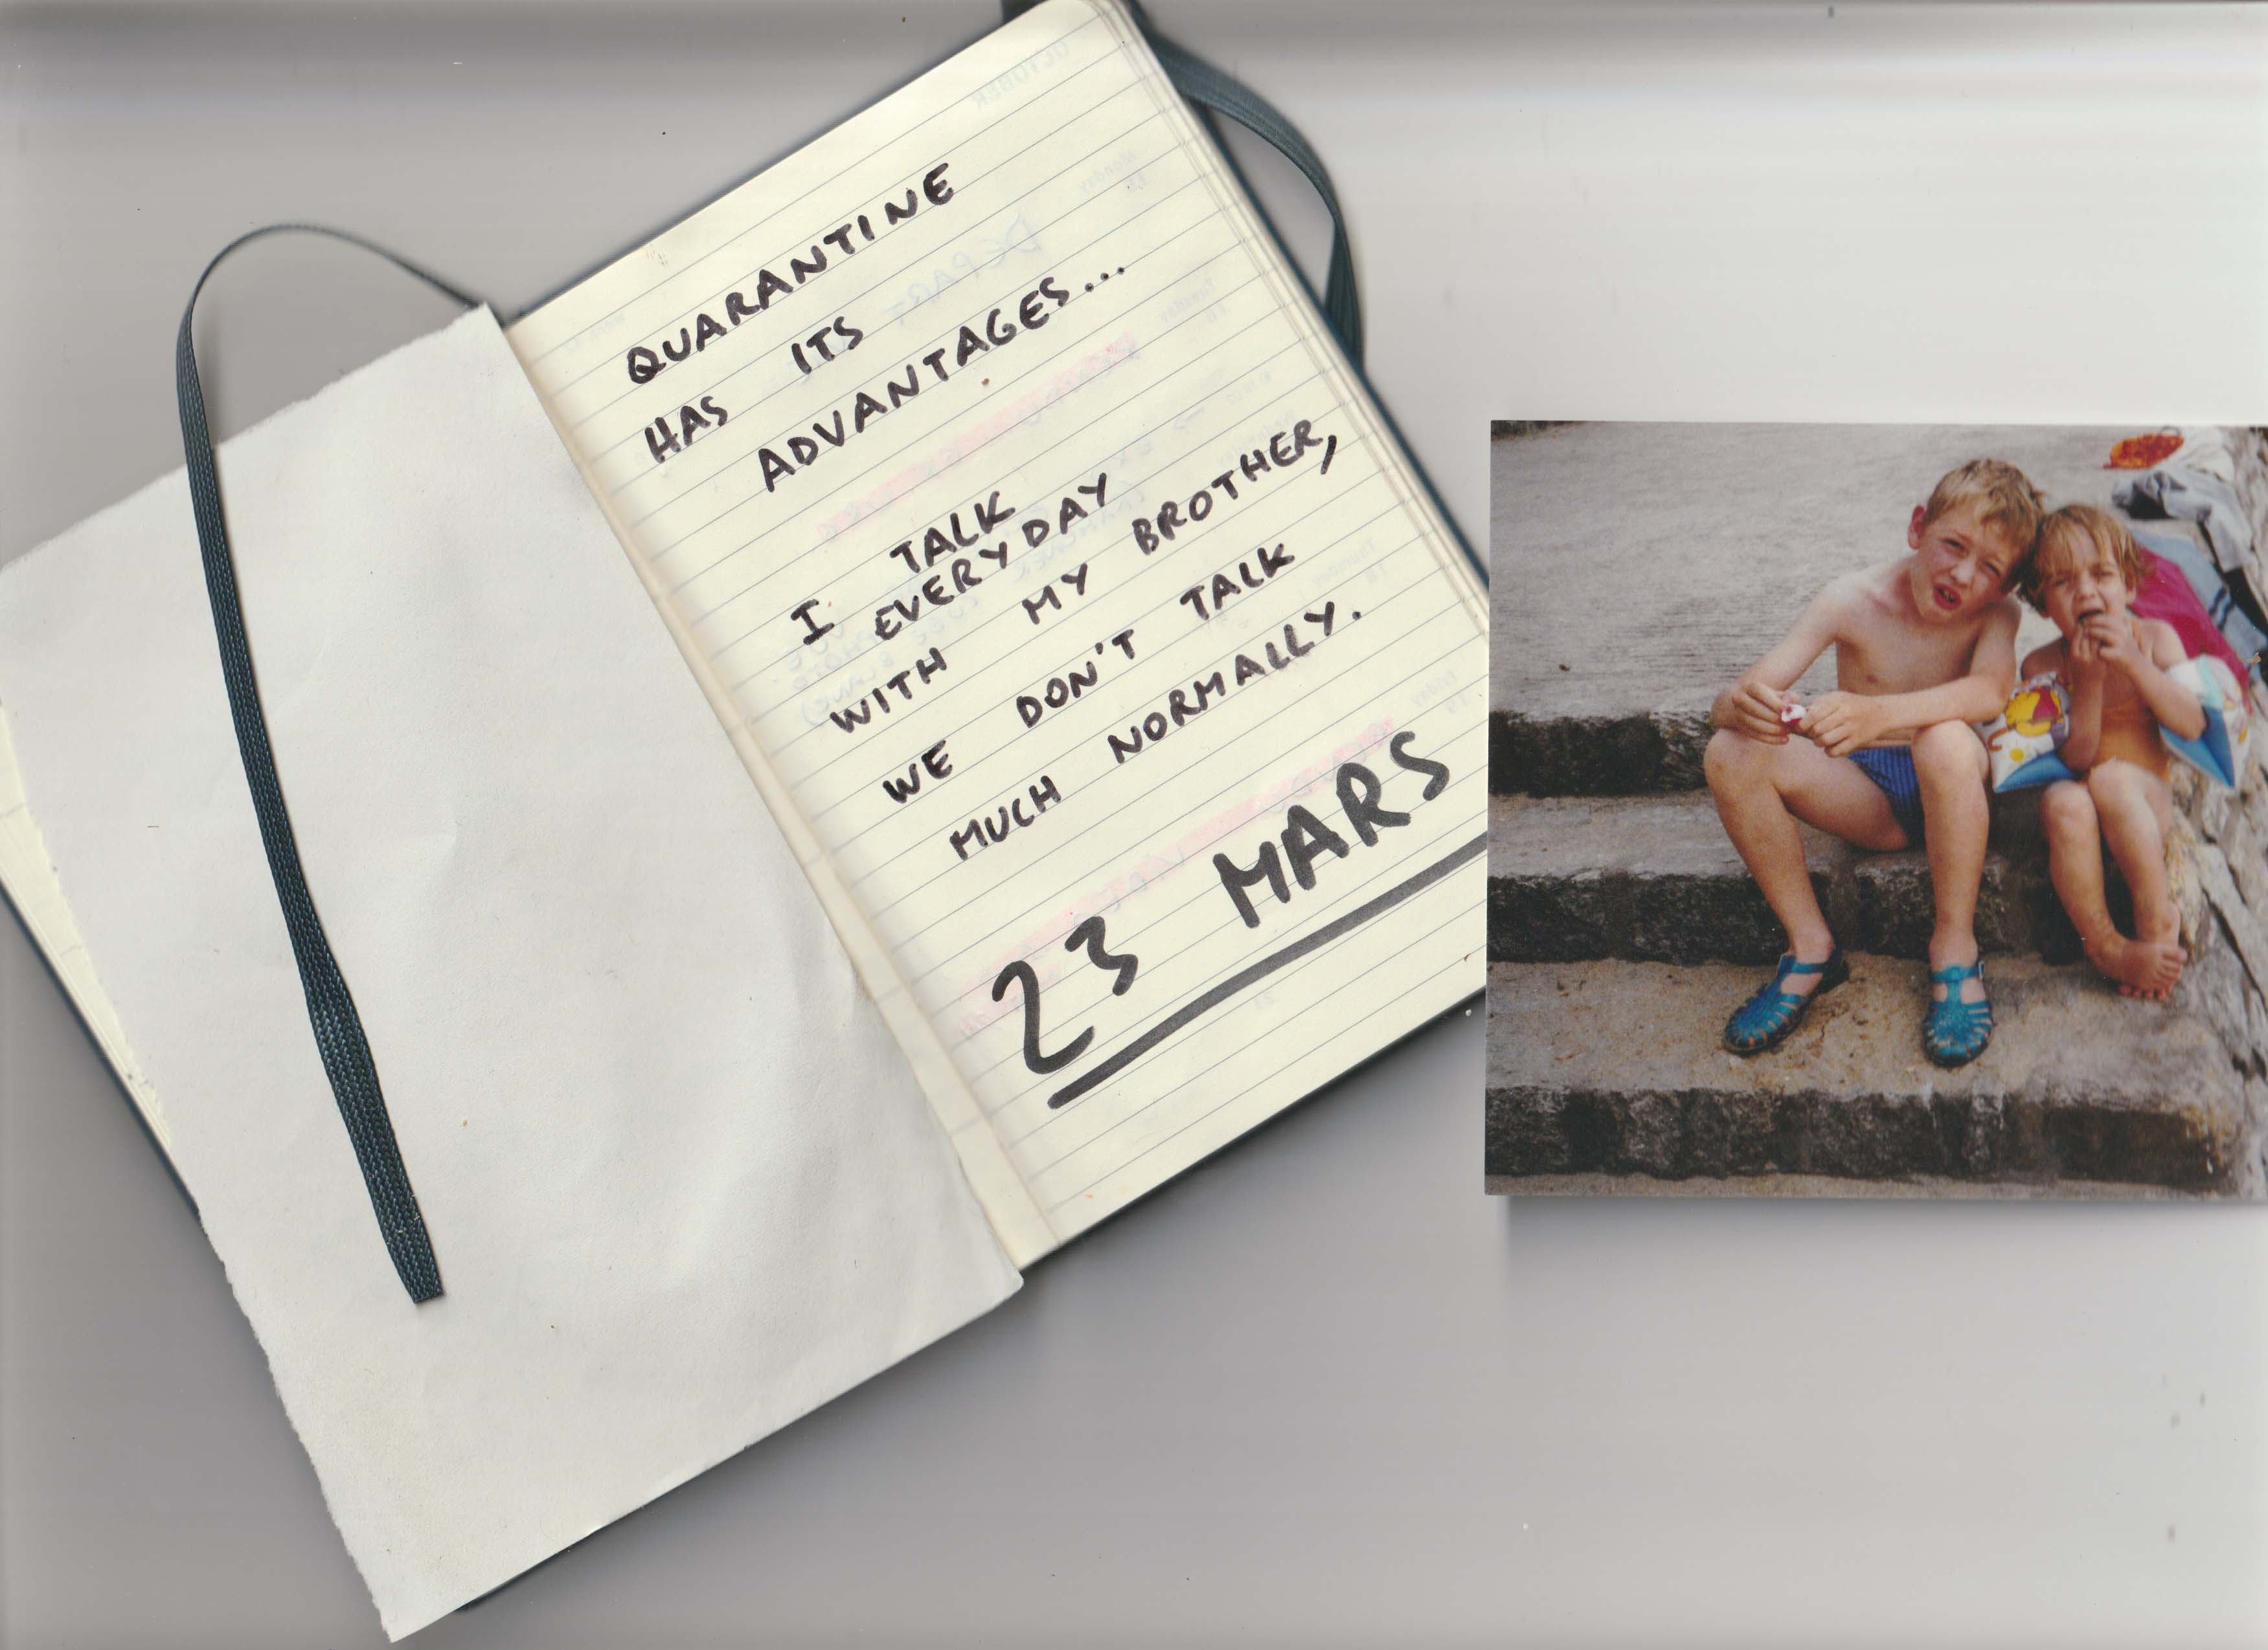 QUARANTINE
HAS ITS
ADVANTAGES...
I TALK
EVERYDAY
WITH MY BROTHER,
WE DON'T TALK
MUCH NORMALLY.
23 MARS